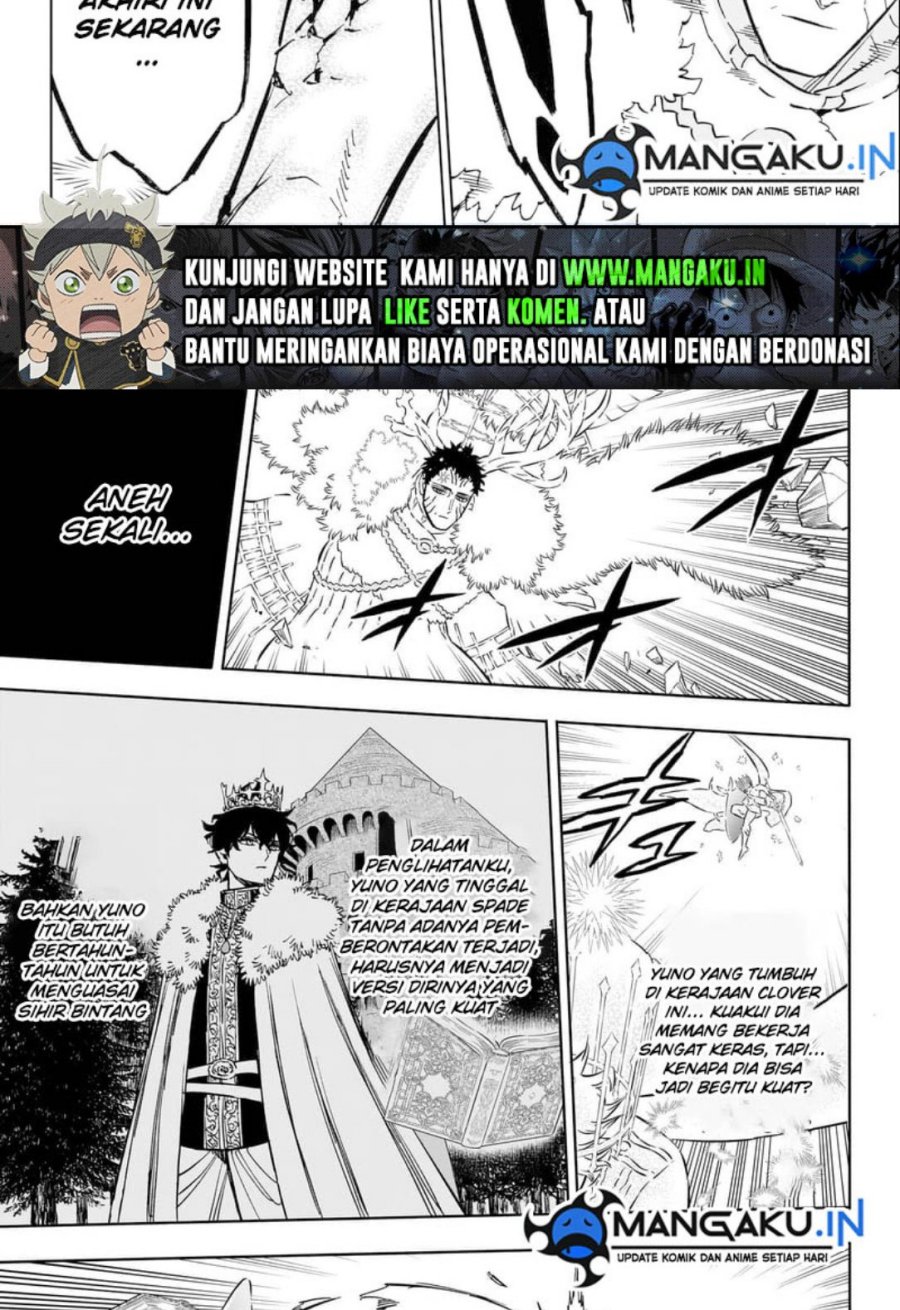 AKHIRI INI
SEKARANG
...
MANGAKU.IN
UPDATE KOMIK DAN ANIME SETIAP HARI
KUNJUNGI WEBSITE KAMI HANYA DI WWW.MANGAKU.IN
DAN JANGAN LUPA LIKE SERTA KOMEN. ATAU
BANTU MERINGANKAN BIAYA OPERASIONAL KAMI DENGAN BERDONASI
ANEH
SEKALI...
DALAM
PENGLIHATANKU,
YUNO YANG TINGGAL
DI KERAJAAN SPADE
TANPA ADANYA PEM-
BERONTAKAN TERJADI,
HARUSNYA MENJADI
VERSI DIRINYA YANG
PALING KUAT
BAHKAN YUNO
ITU BUTUH
BERTAHUN-
TAHUN UNTUK
MENGUASAI
SIHIR BINTANG
YUNO YANG TUMBUH
DI KERAJAAN CLOVER
INI... KUAKUI DIA
MEMANG BEKERJA
SANGAT KERAS, TAPI...
KENAPA DIA BISA
JADI BEGITU KUAT?
MANGAKU.IN
UPDATE KOMIK DAN ANIME SETIAP HARI